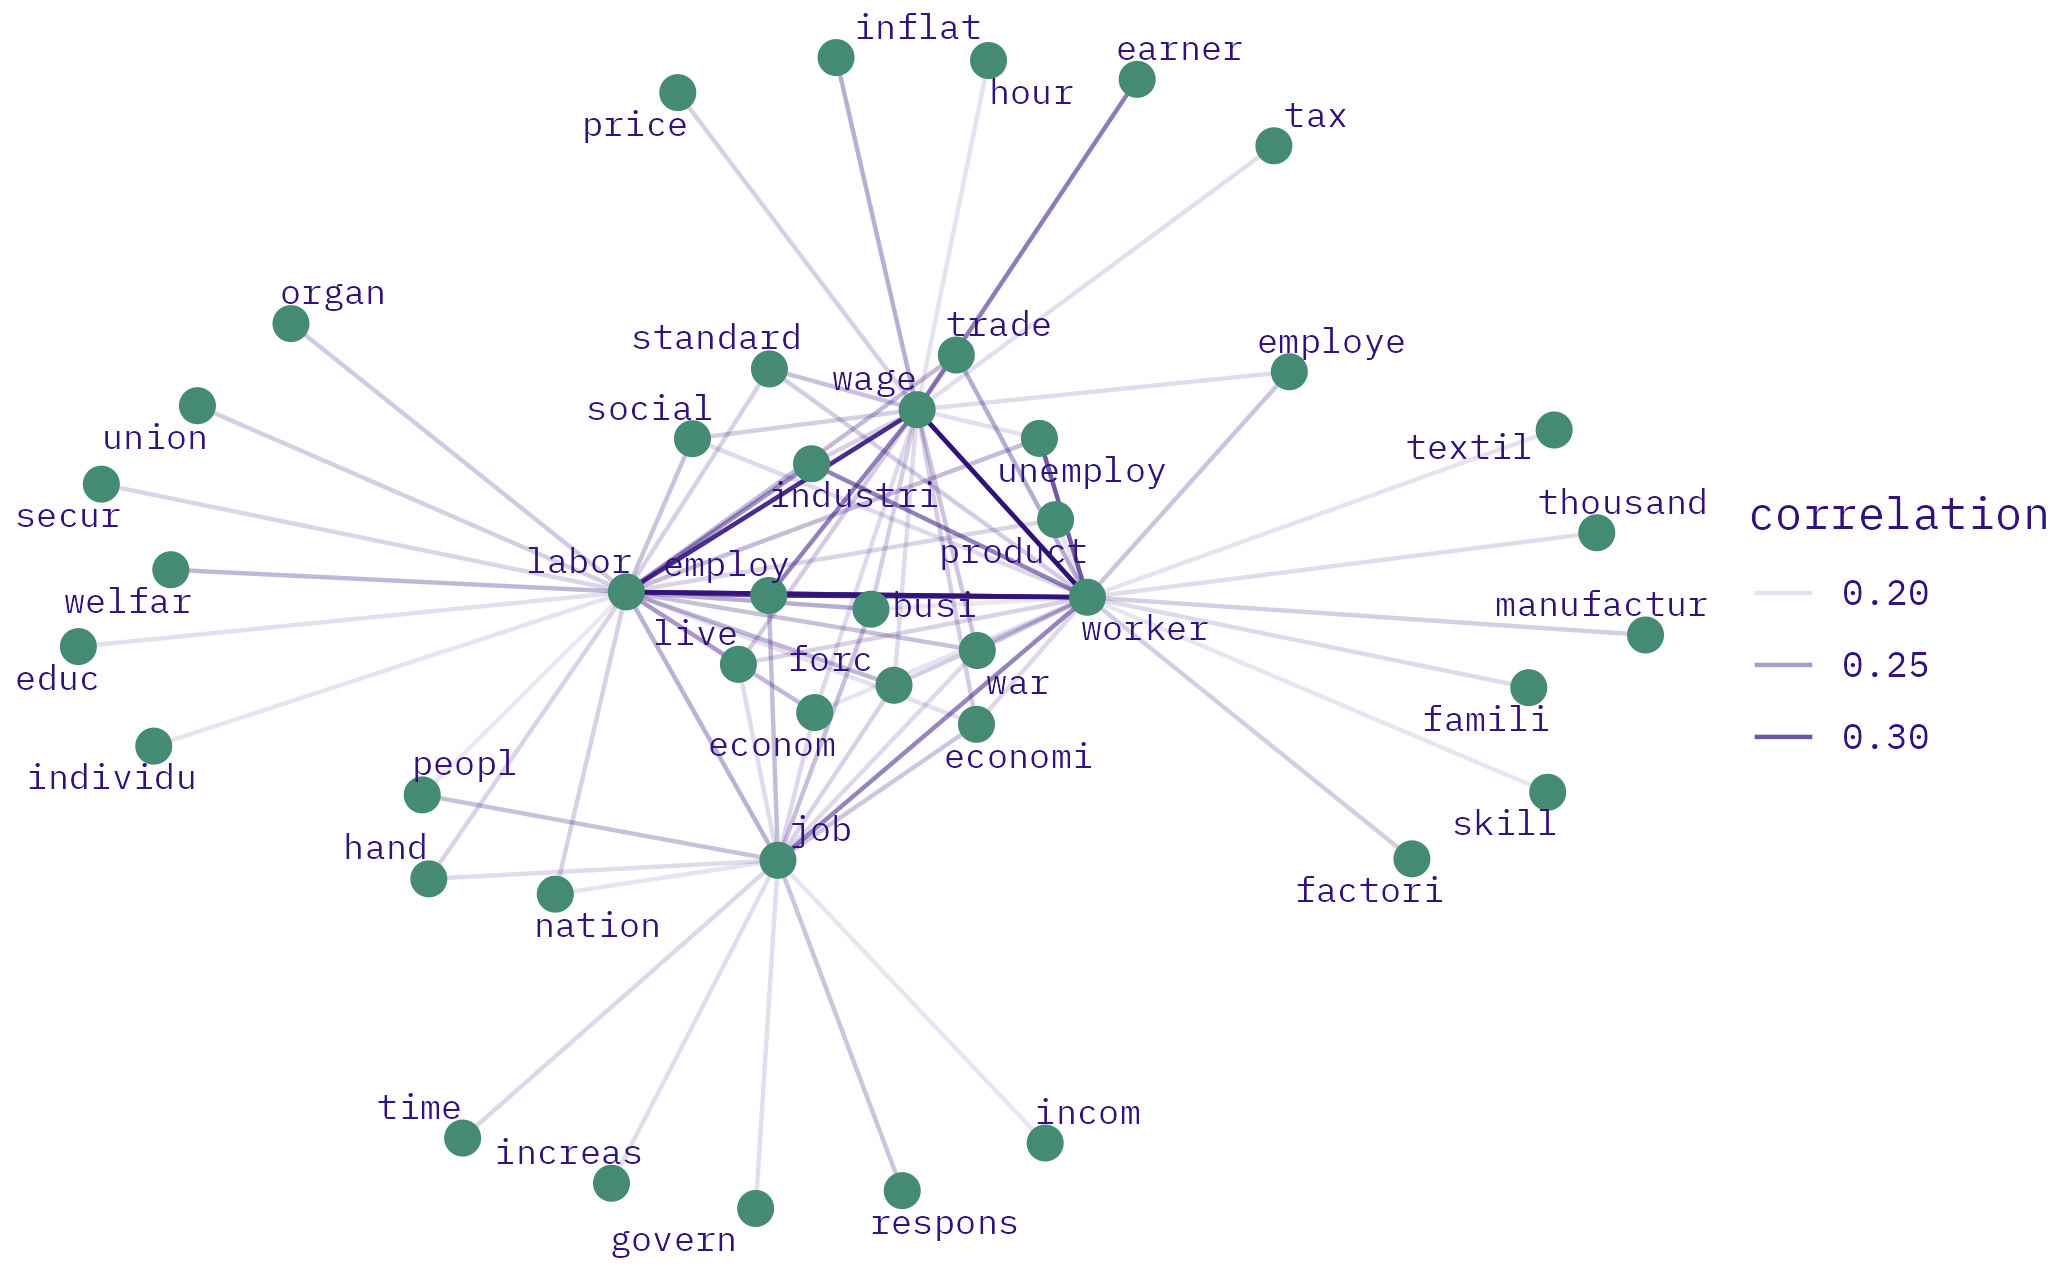 inflat
earner
hour
price
tax
organ
standard
trade
employe
wage
social
union
textil
unemploy
industri
thousand
correlation
secur
product
labor
employ
0.20
welfar
busi
manufactur
worker
live
forc
0.25
educ
war
famili
econom
economi
0.30
peopl
individu
job
skill
hand
factori
nation
time
incom
increas
respons
govern